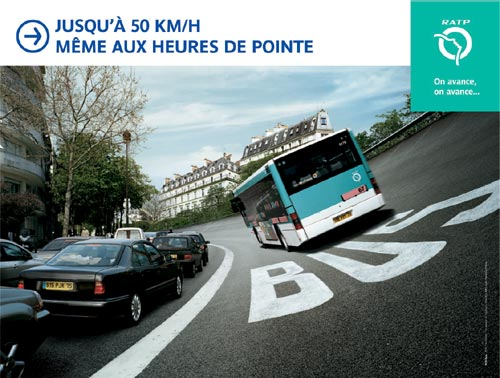 JUSQU'À 50 KM/H
MÊME AUX HEURES DE POINTE
RATP
On avance,
on avance...
BUS